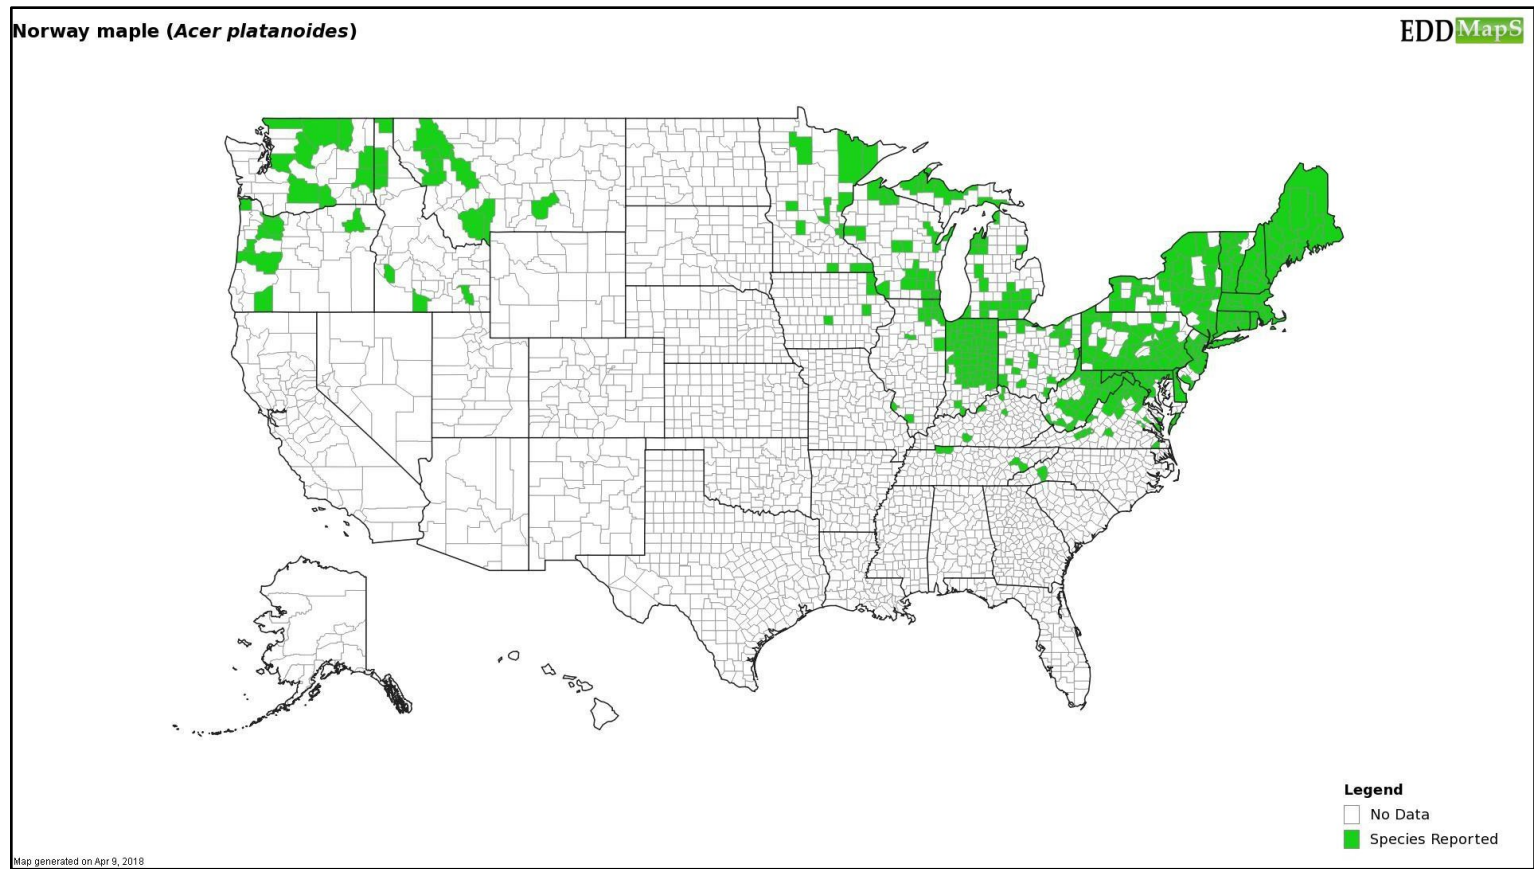 Norway maple (Acer platanoides)
EDDMapS
Legend
No Data
Species Reported
Map generated on Apr 9, 2018